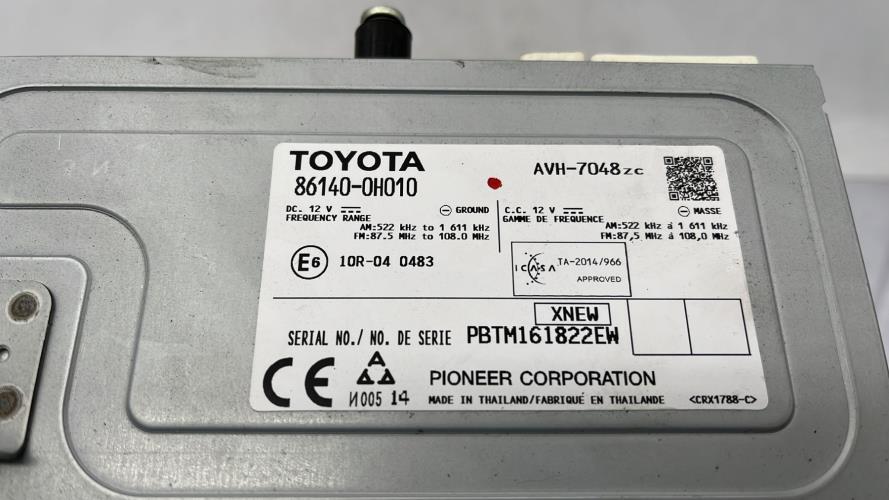 TOYOTA
86140-0H010
AVH-7048zc
DC. 12 V
GROUND
FREQUENCY RANGE
AM:522 kHz to 1 611 kHz
FM:87.5 MHz to 108.0 MHz
C.C. 12 V
MASSE
GAMME DE FREQUENCE
AM:522 kHz à 1 611 kHz
FM:87,5 MHz à 108,0 MHz
E6 10R-04 0483
ICASA TA-2014/966
APPROVED
XNEW
SERIAL NO./ NO. DE SERIE PBTM161822EW
CE
N005 14
PIONEER CORPORATION
MADE IN THAILAND/FABRIQUÉ EN THAILANDE
<CRX1788-C>